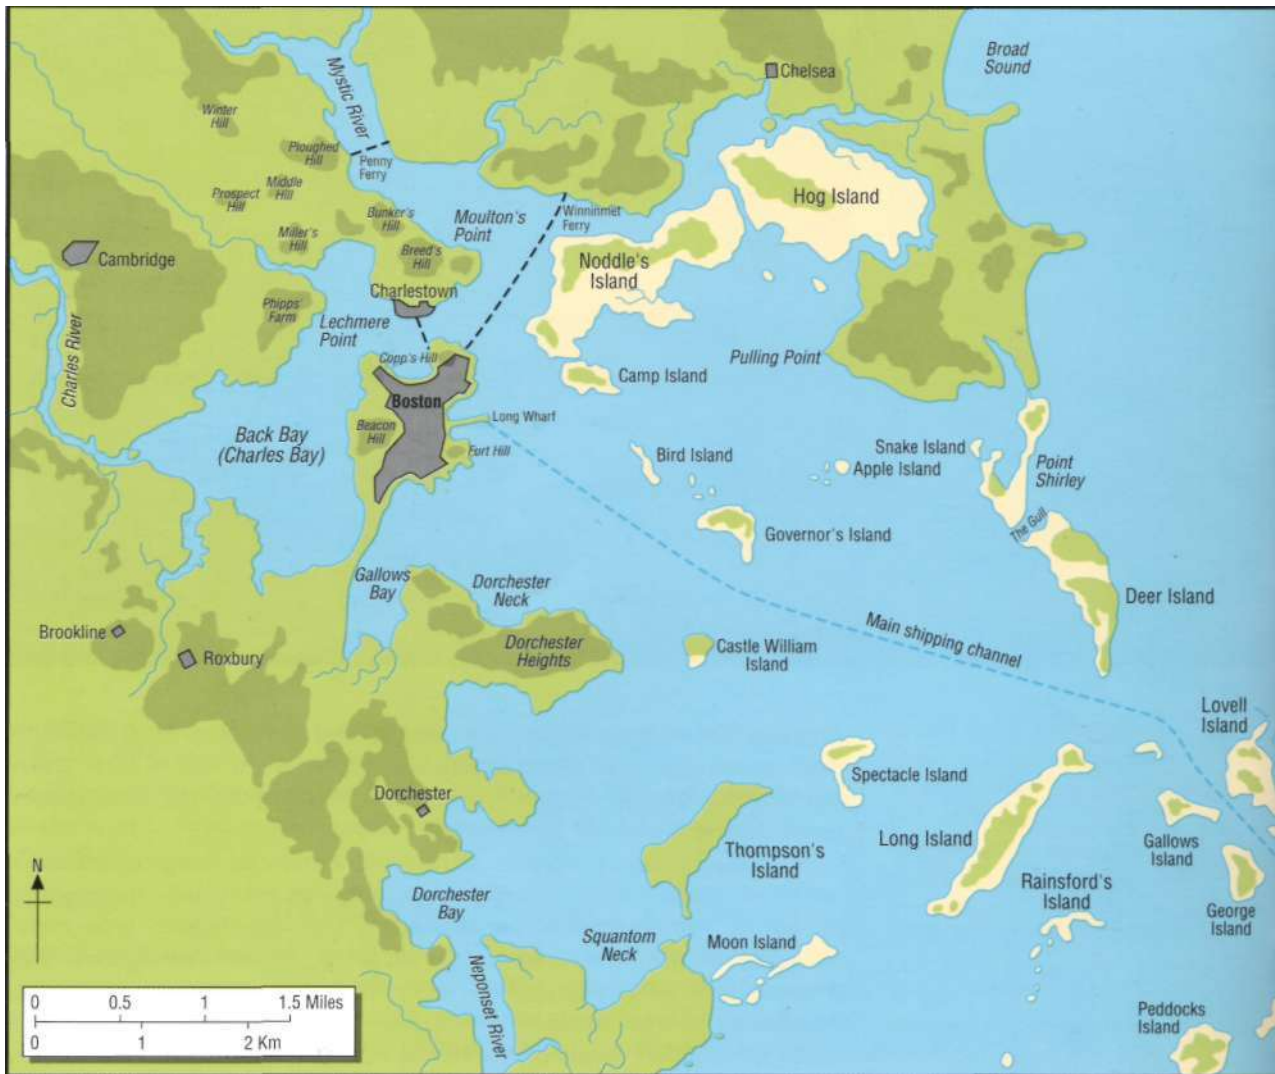 Broad
Sound
Chelsea
Mystic River
Winter
Hill
Ploughed
Hill
Penny
Ferry
Middle
Hill
Prospect
Hill
Bunker's
Hill
Miller's
Hill
Breed's
Hill
Moulton's
Point
Winninmet
Ferry
Hog Island
Noddle's
Island
Cambridge
Charlestown
Phipps'
Farm
Lechmere
Point
Charles River
Copp's Hill
Pulling Point
Camp Island
Boston
Long Wharf
Beacon
Hill
Fort Hill
Back Bay
(Charles Bay)
Bird Island
Snake Island
Apple Island
Point
Shirley
The Gull
Governor's Island
Gallows
Bay
Dorchester
Neck
Deer Island
Brookline
Roxbury
Dorchester
Heights
Castle William
Island
Main shipping channel
Lovell
Island
Spectacle Island
Dorchester
Long Island
Gallows
Island
Thompson's
Island
Rainsford's
Island
George
Island
N
Dorchester
Bay
Squantom
Neck
Moon Island
Neponset River
0 0.5 1 1.5 Miles
0 1 2 Km
Peddocks
Island